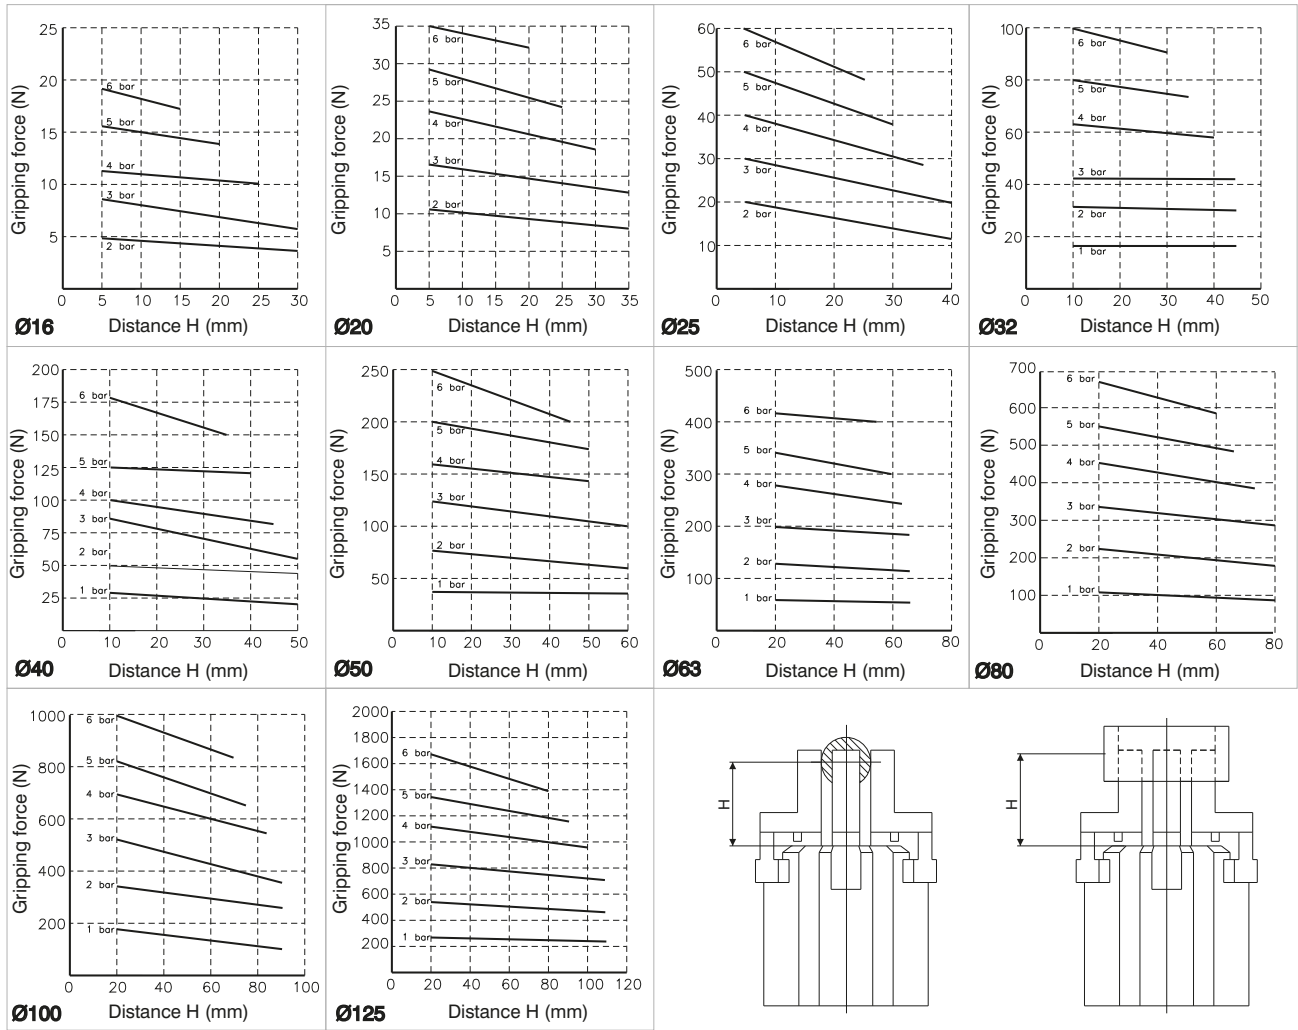 25
20
15
10
5
0 5 10 15 20 25 30
Gripping force (N)
6 bar
5 bar
4 bar
3 bar
2 bar
Ø16 Distance H (mm)
35
30
25
20
15
10
5
0 5 10 15 20 25 30 35
Gripping force (N)
6 bar
5 bar
4 bar
3 bar
2 bar
Ø20 Distance H (mm)
60
50
40
30
20
10
0 10 20 30 40
Gripping force (N)
6 bar
5 bar
4 bar
3 bar
2 bar
Ø25 Distance H (mm)
100
80
60
40
20
0 10 20 30 40 50
Gripping force (N)
6 bar
5 bar
4 bar
3 bar
2 bar
1 bar
Ø32 Distance H (mm)
200
175
150
125
100
75
50
25
0 10 20 30 40 50
Gripping force (N)
6 bar
5 bar
4 bar
3 bar
2 bar
1 bar
Ø40 Distance H (mm)
250
200
150
100
50
0 10 20 30 40 50 60
Gripping force (N)
6 bar
5 bar
4 bar
3 bar
2 bar
1 bar
Ø50 Distance H (mm)
500
400
300
200
100
0 20 40 60 80
Gripping force (N)
6 bar
5 bar
4 bar
3 bar
2 bar
1 bar
Ø63 Distance H (mm)
700
600
500
400
300
200
100
0 20 40 60 80
Gripping force (N)
6 bar
5 bar
4 bar
3 bar
2 bar
1 bar
Ø80 Distance H (mm)
1000
800
600
400
200
0 20 40 60 80 100
Gripping force (N)
6 bar
5 bar
4 bar
3 bar
2 bar
1 bar
Ø100 Distance H (mm)
2000
1800
1600
1400
1200
1000
800
600
400
200
0 20 40 60 80 100 120
Gripping force (N)
6 bar
5 bar
4 bar
3 bar
2 bar
1 bar
Ø125 Distance H (mm)
H
H